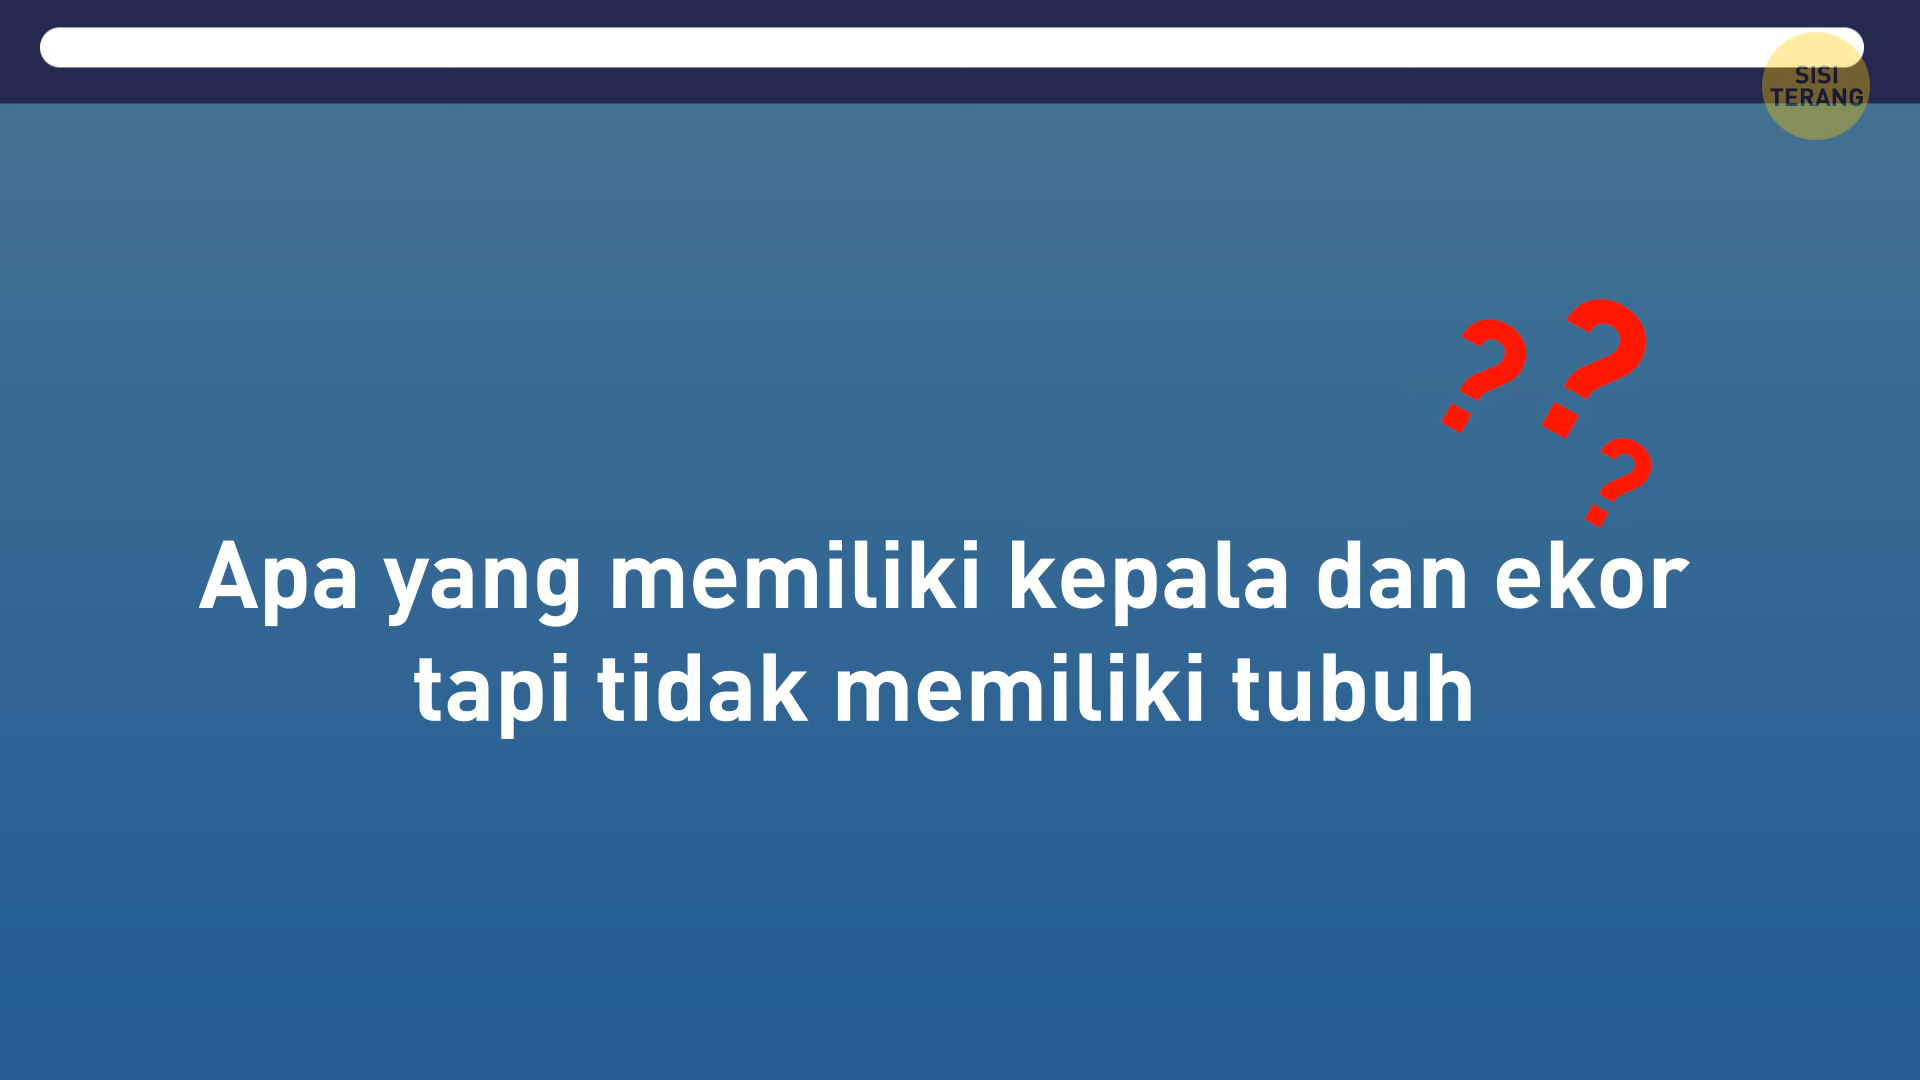 SISI
TERANG
? ?
?
Apa yang memiliki kepala dan ekor
tapi tidak memiliki tubuh